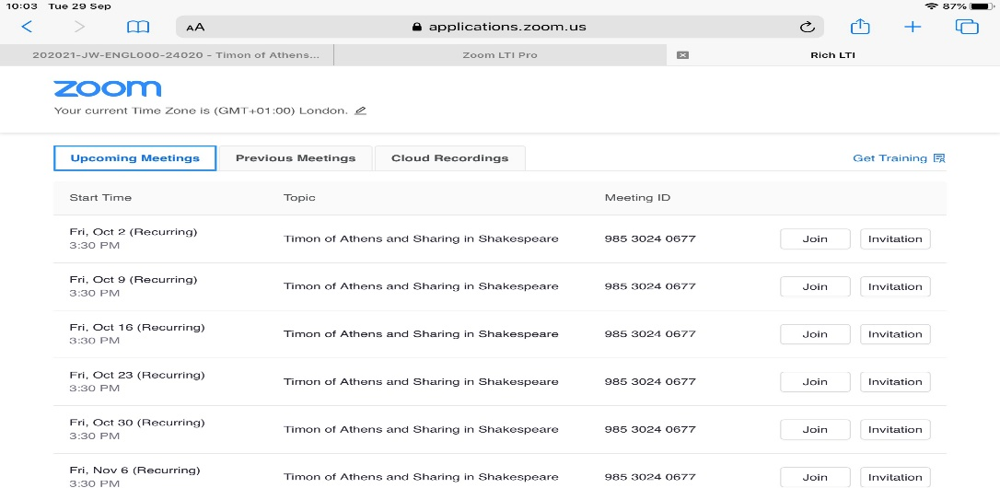 10:03 Tue 29 Sep 87%
AA applications.zoom.us
202021-JW-ENGL000-24020 - Timon of Athens... Zoom LTI Pro Rich LTI
zoom
Your current Time Zone is (GMT+01:00) London.
Upcoming Meetings Previous Meetings Cloud Recordings Get Training
Start Time Topic Meeting ID
Fri, Oct 2 (Recurring)
3:30 PM
Timon of Athens and Sharing in Shakespeare 985 3024 0677 Join Invitation
Fri, Oct 9 (Recurring)
3:30 PM
Timon of Athens and Sharing in Shakespeare 985 3024 0677 Join Invitation
Fri, Oct 16 (Recurring)
3:30 PM
Timon of Athens and Sharing in Shakespeare 985 3024 0677 Join Invitation
Fri, Oct 23 (Recurring)
3:30 PM
Timon of Athens and Sharing in Shakespeare 985 3024 0677 Join Invitation
Fri, Oct 30 (Recurring)
3:30 PM
Timon of Athens and Sharing in Shakespeare 985 3024 0677 Join Invitation
Fri, Nov 6 (Recurring)
3:30 PM
Timon of Athens and Sharing in Shakespeare 985 3024 0677 Join Invitation